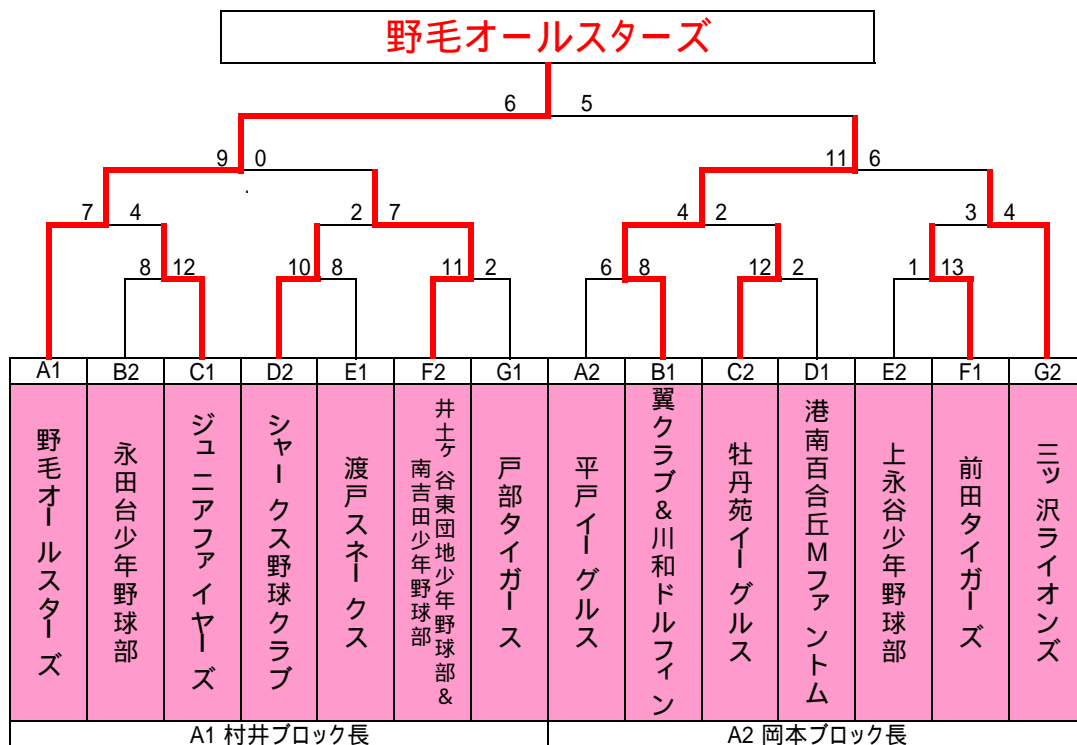 野毛オールスターズ
6 5
9 0
11 6
7 4
2 7
4 2
3 4
8 12
10 8
11 2
6 8
12 2
1 13
A1 B2 C1 D2 E1 F2 G1 A2 B1 C2 D1 E2 F1 G2
野毛オールスターズ
永田台少年野球部
ジュニアファイヤーズ
シャークス野球クラブ
渡戸スネークス
井土ヶ谷東団地少年野球部&
南吉田少年野球部
戸部タイガース
平戸イーグルス
翼クラブ&川和ドルフィン
牡丹苑イーグルス
港南百合丘Mファントム
上永谷少年野球部
前田タイガーズ
三ッ沢ライオンズ
A1 村井ブロック長
A2 岡本ブロック長